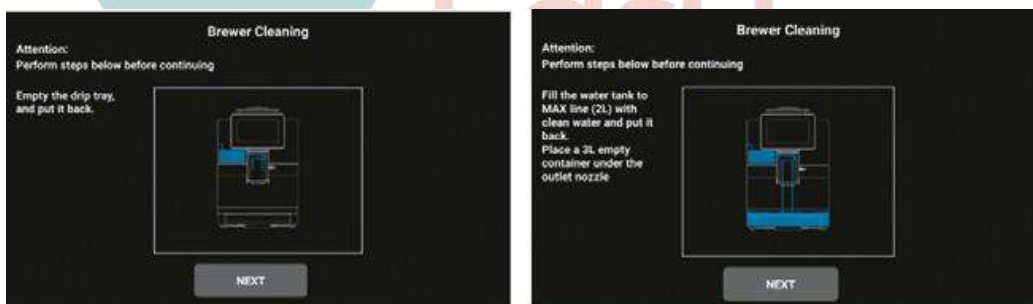 Brewer Cleaning
Attention:
Perform steps below before continuing
Empty the drip tray,
and put it back.
NEXT
Brewer Cleaning
Attention:
Perform steps below before continuing
Fill the water tank to
MAX line (2L) with
clean water and put it
back.
Place a 3L empty
container under the
outlet nozzle
NEXT